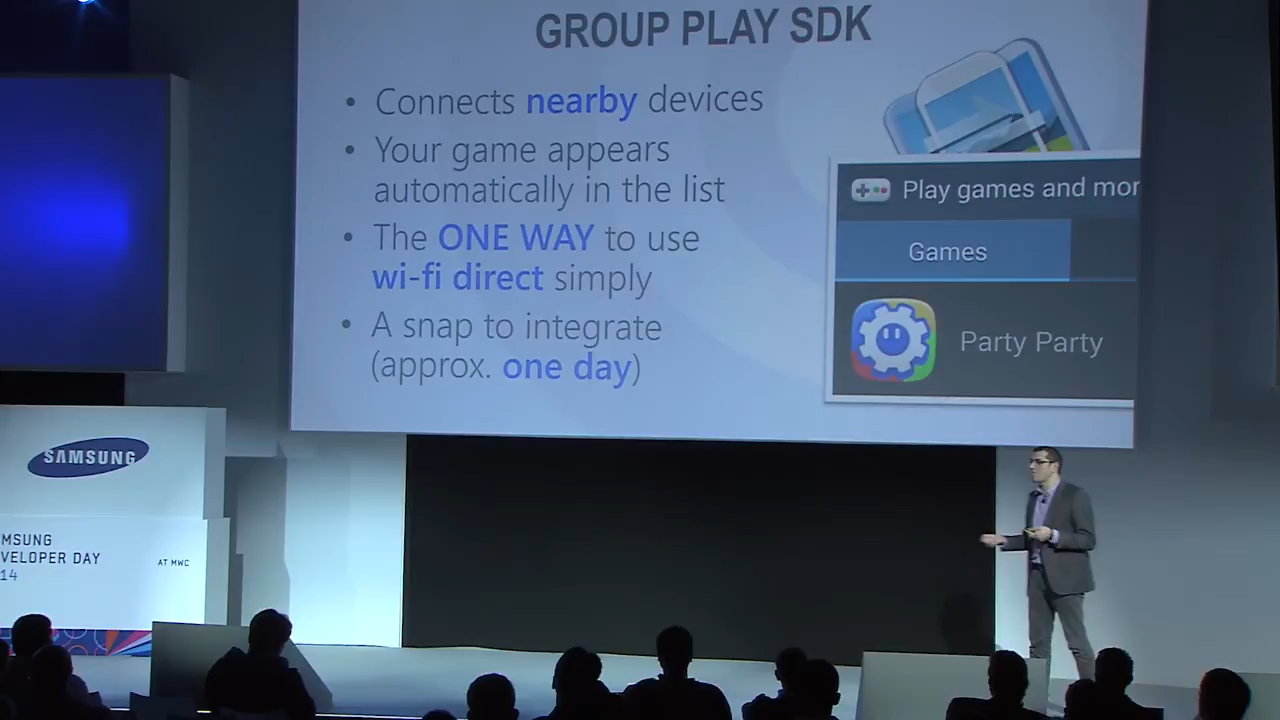 GROUP PLAY SDK
• Connects nearby devices
• Your game appears
automatically in the list
• The ONE WAY to use
wi-fi direct simply
• A snap to integrate
(approx. one day)
Play games and mor
Games
Party Party
SAMSUNG
MSUNG
VELOPER DAY
14
AT MWC